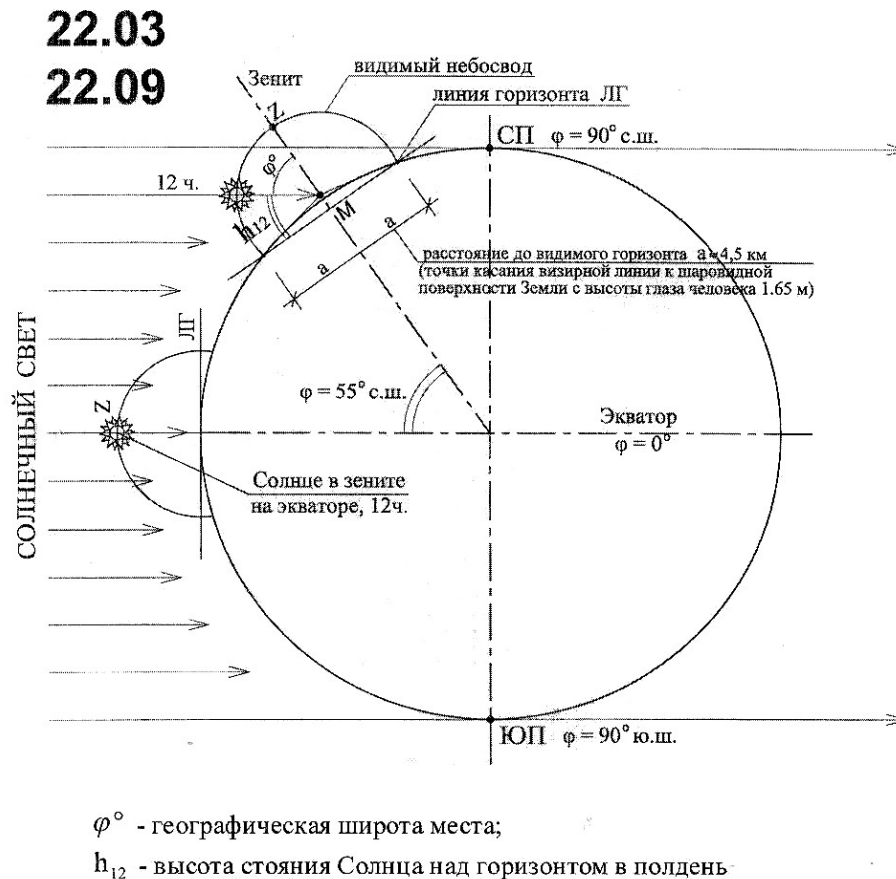 22.03
22.09
Зенит
видимый небосвод
линия горизонта ЛГ
Z
СП φ = 90° с.ш.
12 ч.
φ°
h₁₂
М
а
а
расстояние до видимого горизонта а≈4,5 км
(точки касания визирной линии к шаровидной
поверхности Земли с высоты глаза человека 1.65 м)
ЛГ
СОЛНЕЧНЫЙ СВЕТ
φ = 55° с.ш.
Z
Экватор
φ = 0°
Солнце в зените
на экваторе, 12ч.
ЮП φ = 90° ю.ш.
φ° - географическая широта места;
h₁₂ - высота стояния Солнца над горизонтом в полдень